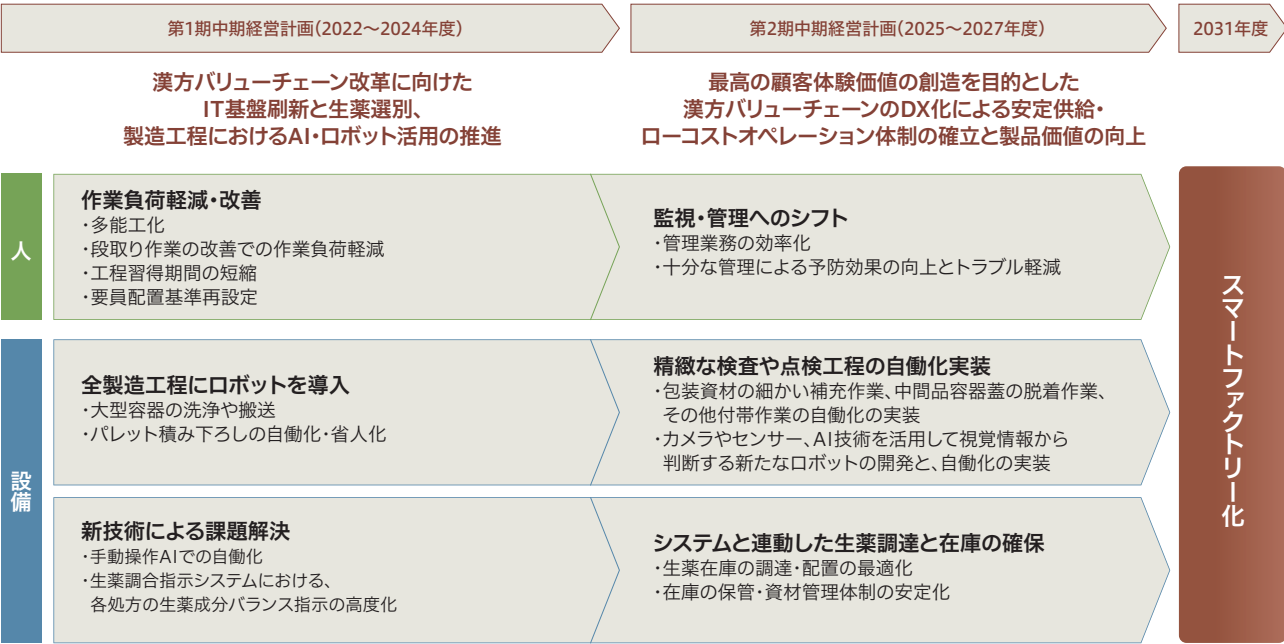 第1期中期経営計画(2022～2024年度)
第2期中期経営計画(2025～2027年度)
2031年度
漢方バリューチェーン改革に向けた
IT基盤刷新と生薬選別、
製造工程におけるAI・ロボット活用の推進
最高の顧客体験価値の創造を目的とした
漢方バリューチェーンのDX化による安定供給・
ローコストオペレーション体制の確立と製品価値の向上
人
作業負荷軽減・改善
・多能工化
・段取り作業の改善での作業負荷軽減
・工程習得期間の短縮
・要員配置基準再設定
監視・管理へのシフト
・管理業務の効率化
・十分な管理による予防効果の向上とトラブル軽減
設備
全製造工程にロボットを導入
・大型容器の洗浄や搬送
・パレット積み下ろしの自働化・省人化
精緻な検査や点検工程の自働化実装
・包装資材の細かい補充作業、中間品容器蓋の脱着作業、
その他付帯作業の自働化の実装
・カメラやセンサー、AI技術を活用して視覚情報から
判断する新たなロボットの開発と、自働化の実装
新技術による課題解決
・手動操作AIでの自働化
・生薬調合指示システムにおける、
各処方の生薬成分バランス指示の高度化
システムと連動した生薬調達と在庫の確保
・生薬在庫の調達・配置の最適化
・在庫の保管・資材管理体制の安定化
スマートファクトリー化